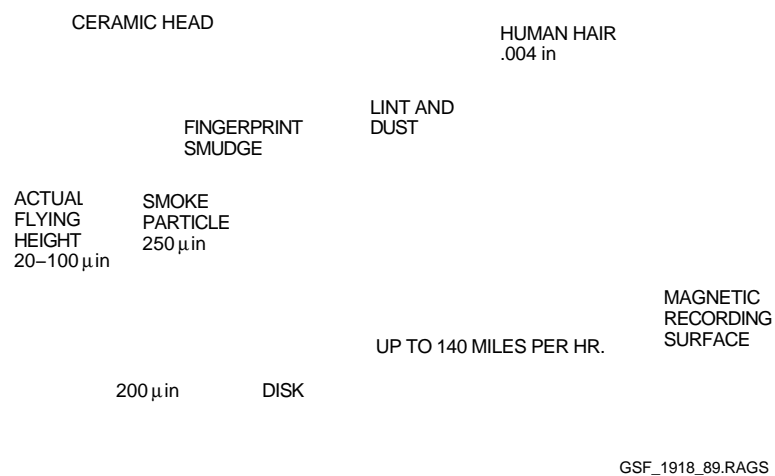 CERAMIC HEAD
HUMAN HAIR
.004 in
LINT AND
DUST
FINGERPRINT
SMUDGE
ACTUAL
FLYING
HEIGHT
20–100 μin
SMOKE
PARTICLE
250 μin
MAGNETIC
RECORDING
SURFACE
UP TO 140 MILES PER HR.
200 μin
DISK
GSF_1918_89.RAGS